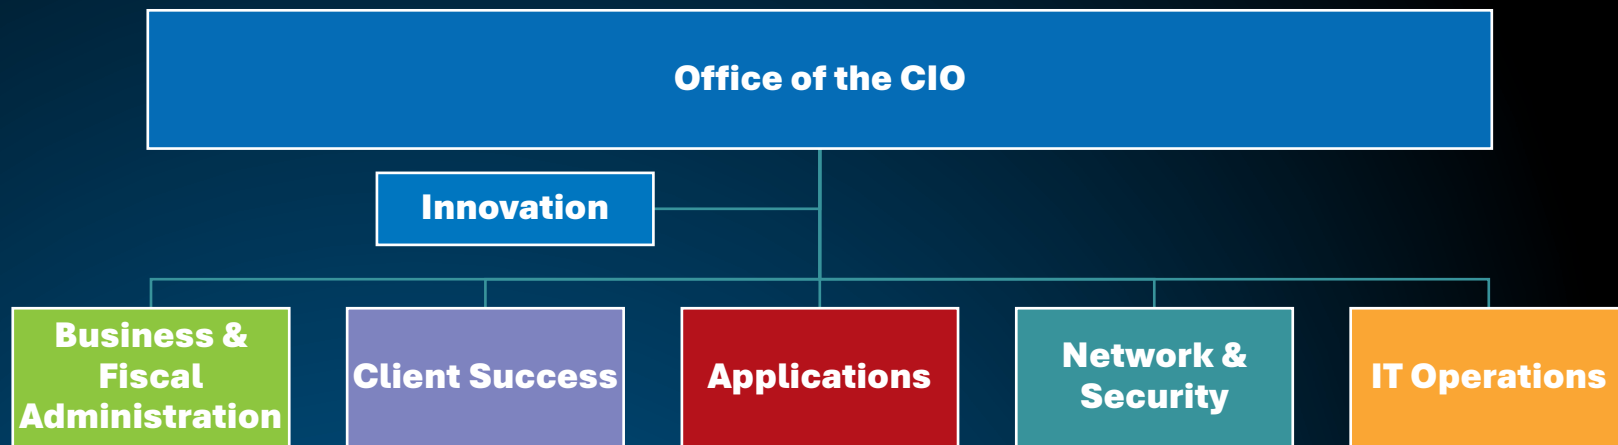 Office of the CIO
Innovation
Business &
Fiscal
Administration
Client Success
Applications
Network &
Security
IT Operations